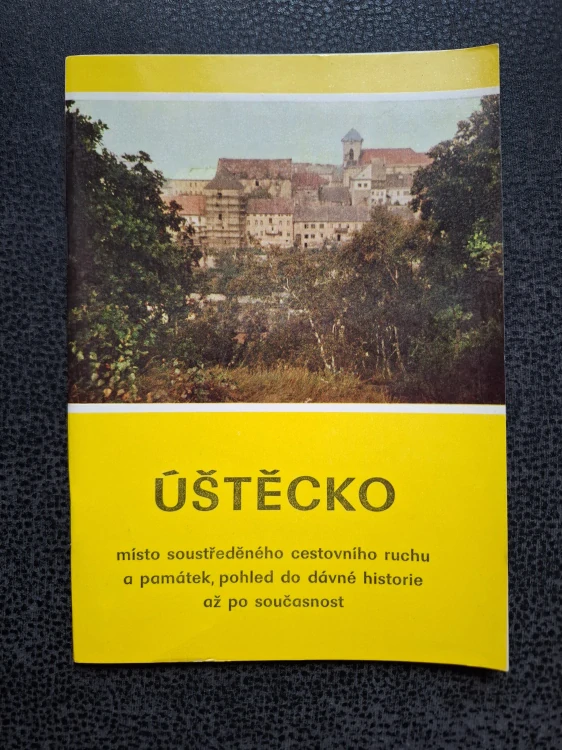 ÚŠTĚCKO
místo soustředěného cestovního ruchu
a památek, pohled do dávné historie
až po současnost